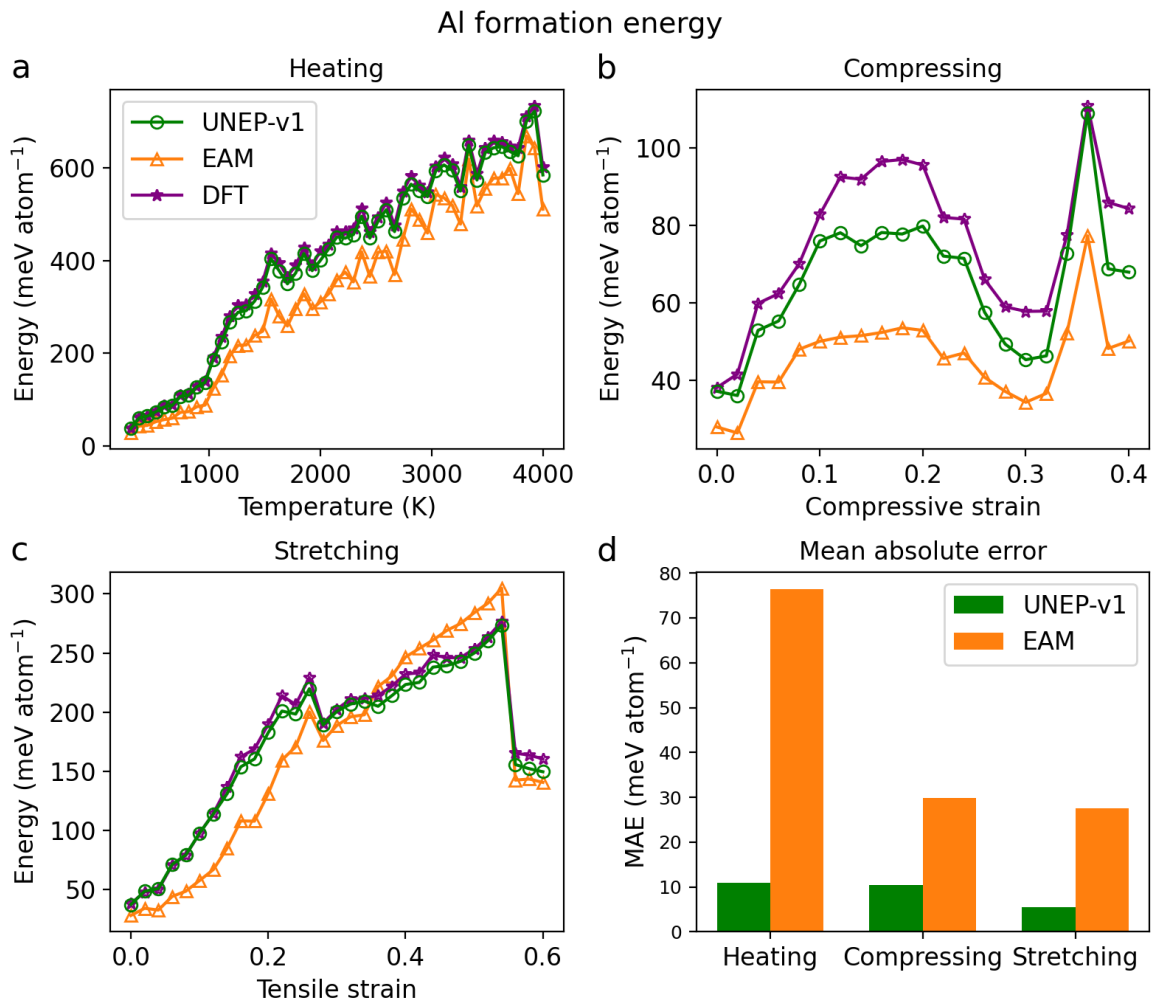 Al formation energy
a
Heating
Energy (meV atom⁻¹)
600
400
200
0
UNEP-v1
EAM
DFT
1000 2000 3000 4000
Temperature (K)
b
Compressing
Energy (meV atom⁻¹)
100
80
60
40
0.0 0.1 0.2 0.3 0.4
Compressive strain
c
Stretching
Energy (meV atom⁻¹)
300
250
200
150
100
50
0.0 0.2 0.4 0.6
Tensile strain
d
Mean absolute error
MAE (meV atom⁻¹)
80
70
60
50
40
30
20
10
0
UNEP-v1
EAM
Heating Compressing Stretching